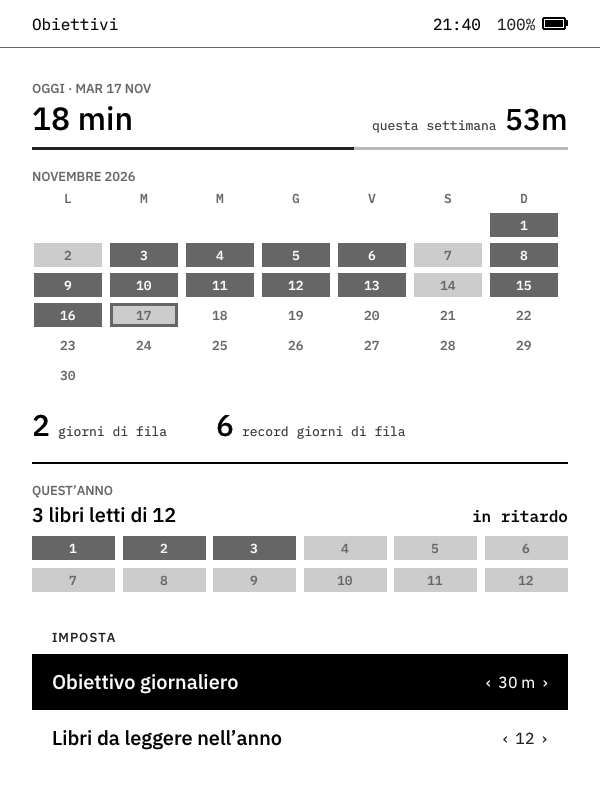 Obiettivi 21:40 100%
OGGI · MAR 17 NOV
18 min questa settimana 53m
NOVEMBRE 2026
L M M G V S D
1
2 3 4 5 6 7 8
9 10 11 12 13 14 15
16 17 18 19 20 21 22
23 24 25 26 27 28 29
30
2 giorni di fila 6 record giorni di fila
QUEST’ANNO
3 libri letti di 12 in ritardo
1 2 3 4 5 6
7 8 9 10 11 12
IMPOSTA
Obiettivo giornaliero ‹ 30 m ›
Libri da leggere nell’anno ‹ 12 ›